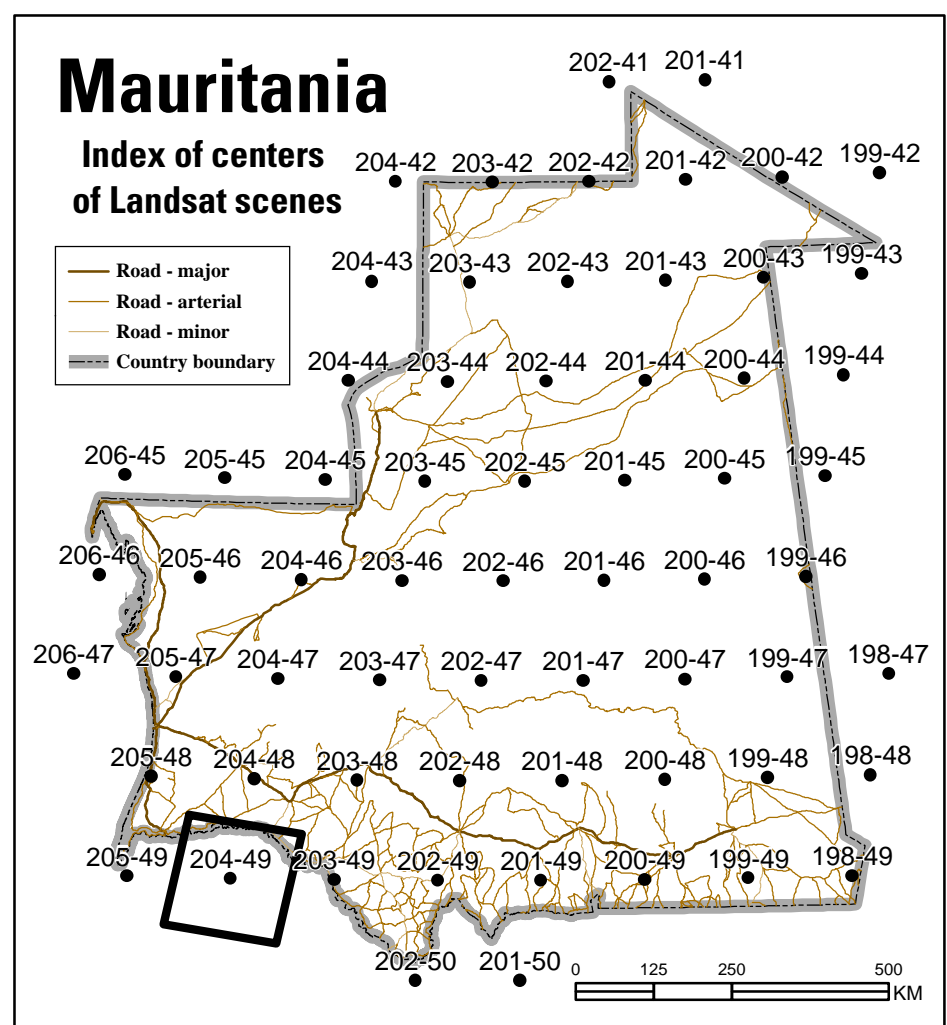 Mauritania
Index of centers
of Landsat scenes
Road - major
Road - arterial
Road - minor
Country boundary
202-41 201-41
204-42 203-42 202-42 201-42 200-42 199-42
204-43 203-43 202-43 201-43 200-43 199-43
204-44 203-44 202-44 201-44 200-44 199-44
206-45 205-45 204-45 203-45 202-45 201-45 200-45 199-45
206-46 205-46 204-46 203-46 202-46 201-46 200-46 199-46
206-47 205-47 204-47 203-47 202-47 201-47 200-47 199-47 198-47
205-48 204-48 203-48 202-48 201-48 200-48 199-48 198-48
205-49 204-49 203-49 202-49 201-49 200-49 199-49 198-49
202-50 201-50
0 125 250 500
KM